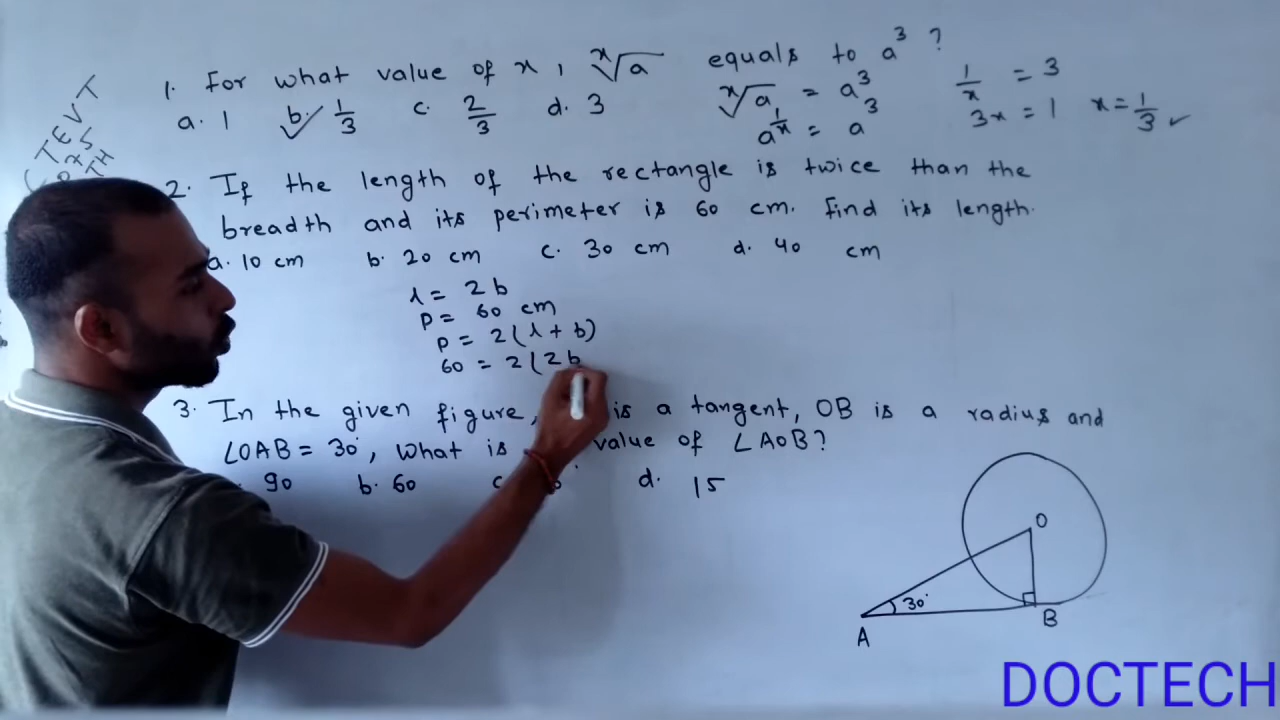 CTEVT
1. For what value of x, ˣ√a equals to a³ ?
a. 1 b. ✓ 1/3 c. 2/3 d. 3
ˣ√a = a³
a^(1/x) = a³
1/x = 3
3x = 1 x = 1/3 ✓
2. If the length of the rectangle is twice than the
breadth and its perimeter is 60 cm. Find its length.
a. 10 cm b. 20 cm c. 30 cm d. 40 cm
l = 2b
P = 60 cm
P = 2(l + b)
60 = 2(2b
3. In the given figure, is a tangent, OB is a radius and
∠OAB = 30°, What is value of ∠AOB?
90 b. 60 c. d. 15
O
30°
A
B
DOCTECH